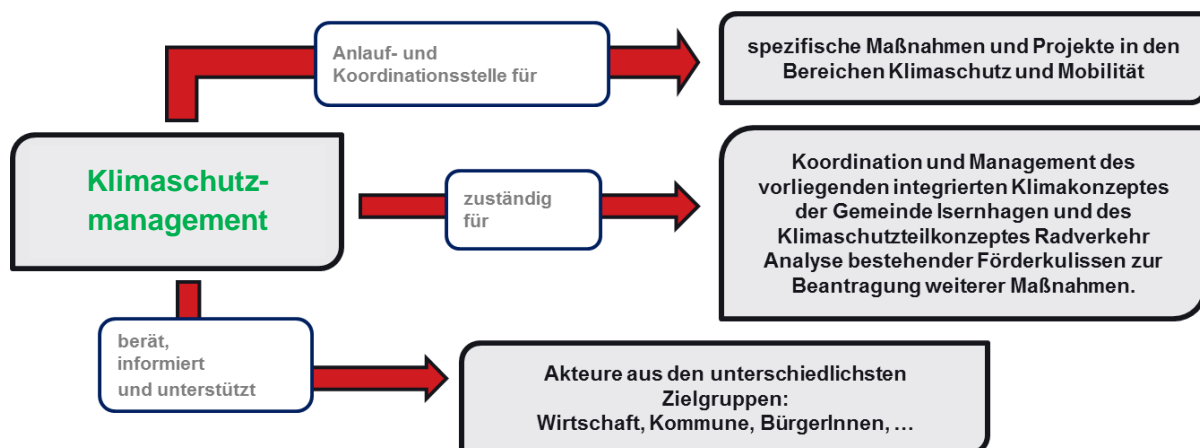 Anlauf- und
Koordinationsstelle für
spezifische Maßnahmen und Projekte in den
Bereichen Klimaschutz und Mobilität
Klimaschutz-
management
zuständig
für
Koordination und Management des
vorliegenden integrierten Klimakonzeptes
der Gemeinde Isernhagen und des
Klimaschutzteilkonzeptes Radverkehr
Analyse bestehender Förderkulissen zur
Beantragung weiterer Maßnahmen.
berät,
informiert
und unterstützt
Akteure aus den unterschiedlichsten
Zielgruppen:
Wirtschaft, Kommune, BürgerInnen, …